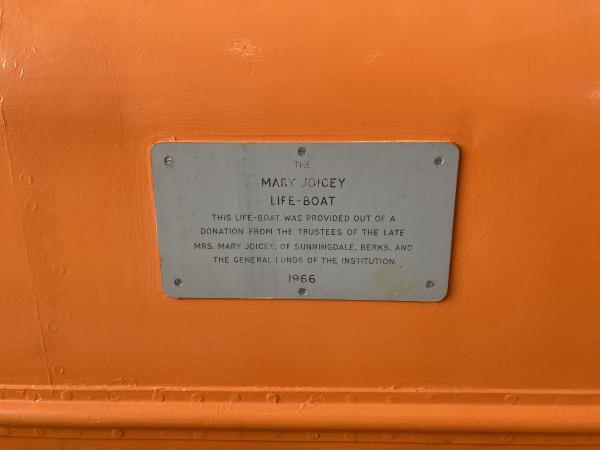 THE
MARY JOICEY
LIFE-BOAT
THIS LIFE-BOAT WAS PROVIDED OUT OF A
DONATION FROM THE TRUSTEES OF THE LATE
MRS. MARY JOICEY, OF SUNNINGDALE, BERKS, AND
THE GENERAL FUNDS OF THE INSTITUTION.
1966